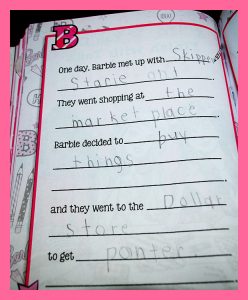 B
One day, Barbie met up with Skipper
Stacie and
They went shopping at the
market place.
Barbie decided to buy
things
and they went to the Dollar
store
to get ponter.